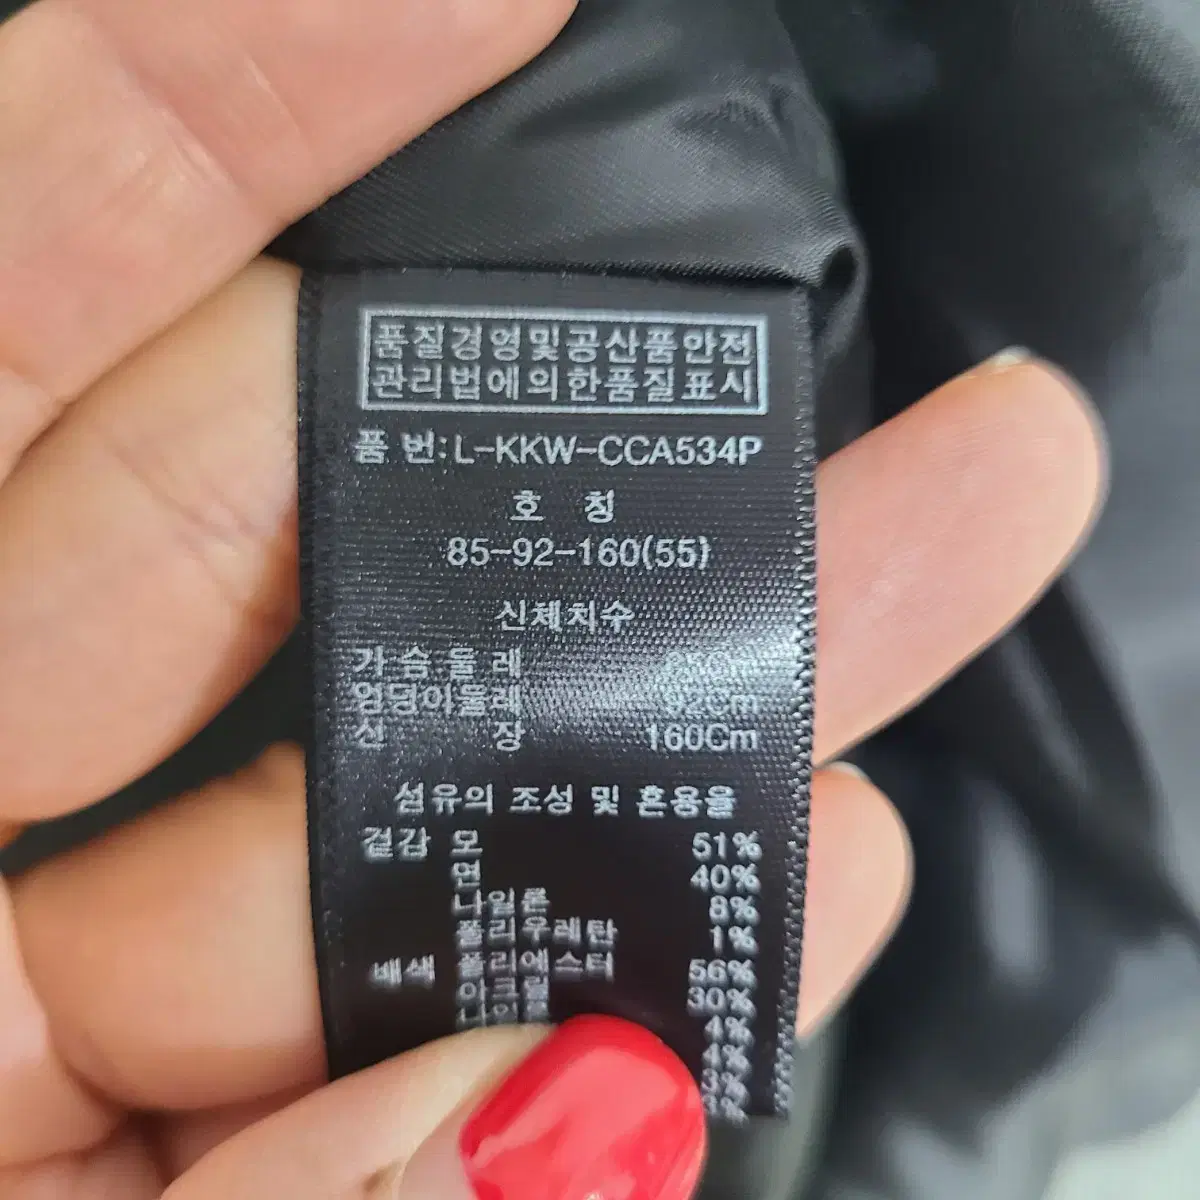 품질경영및공산품안전
관리법에의한품질표시
품 번:L-KKW-CCA534P
호 칭
85-92-160(55)
신체치수
가슴둘레 85Cm
엉덩이둘레 92Cm
신 장 160Cm
섬유의 조성 및 혼용율
겉감 모 51%
면 40%
나일론 8%
폴리우레탄 1%
배색 폴리에스터 56%
아크릴 30%
4%
4%
3%